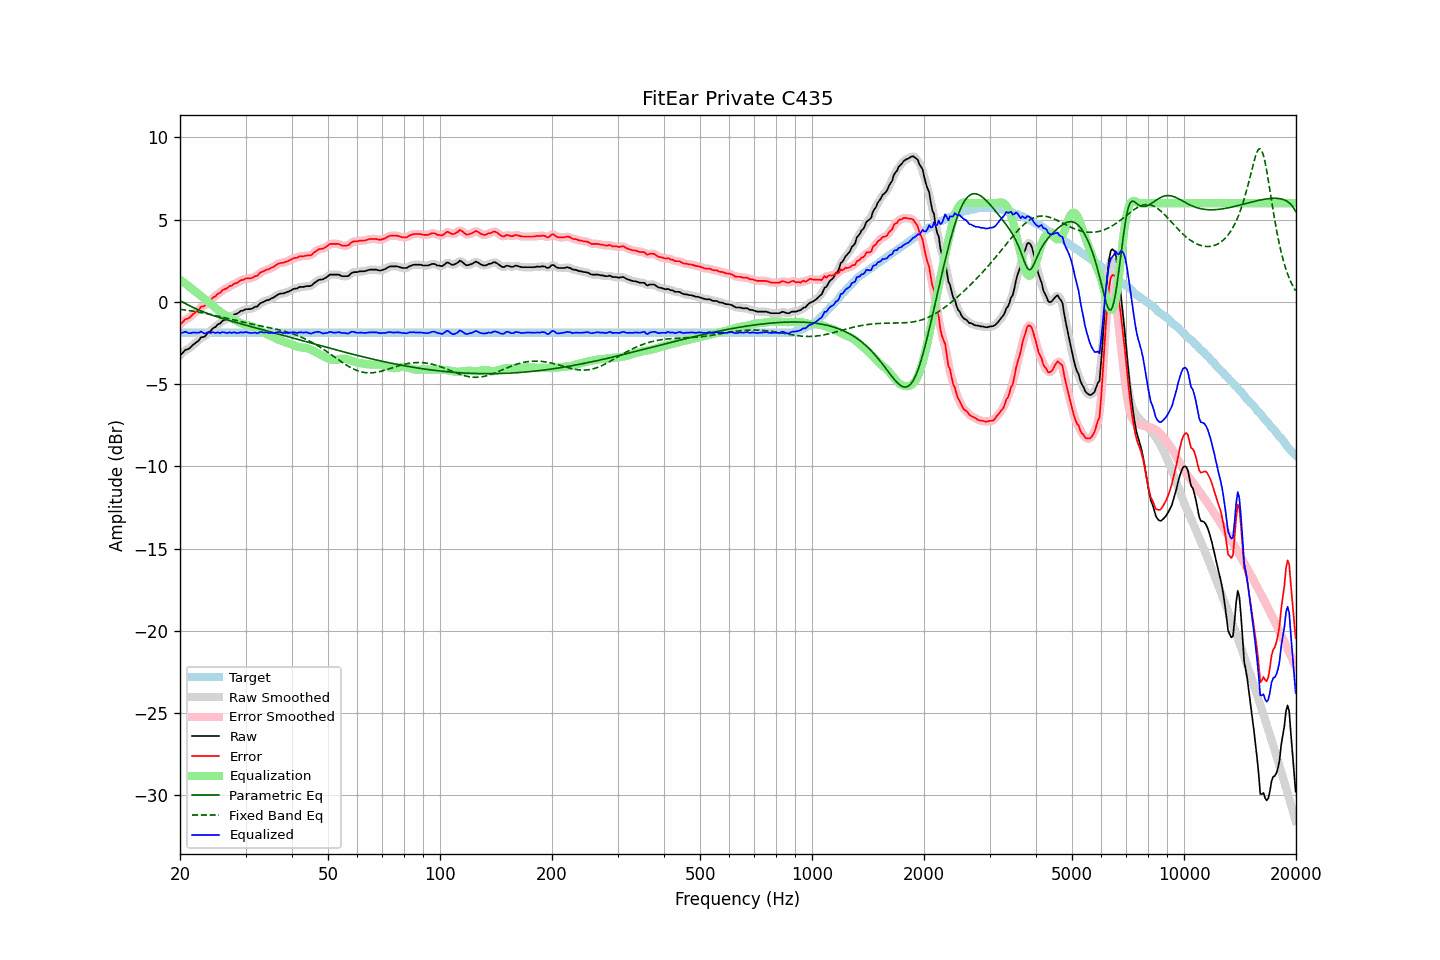 FitEar Private C435
10
5
0
−5
−10
−15
−20
−25
−30
Amplitude (dBr)
Target
Raw Smoothed
Error Smoothed
Raw
Error
Equalization
Parametric Eq
Fixed Band Eq
Equalized
20
50
100
200
500
1000
2000
5000
10000
20000
Frequency (Hz)